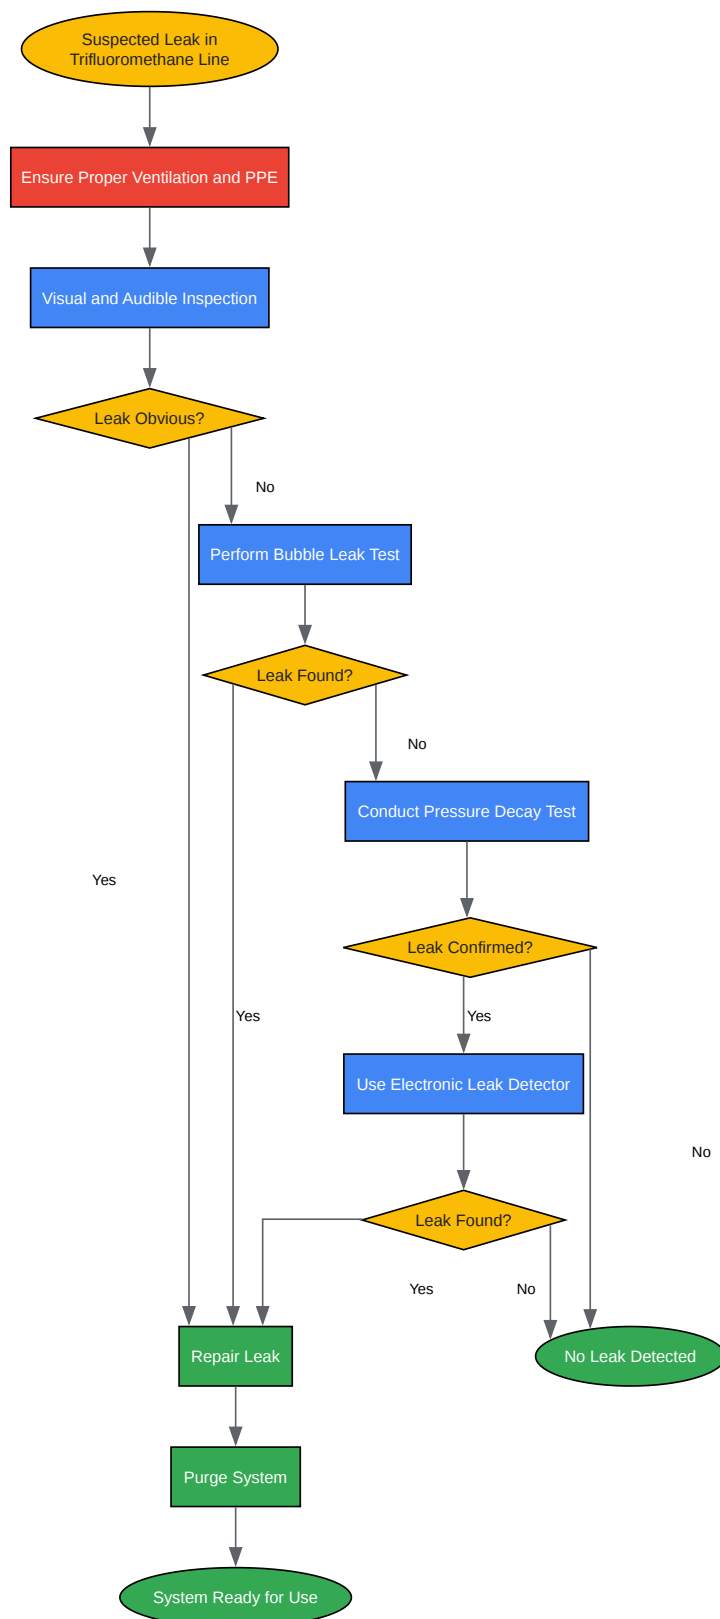 Suspected Leak in
Trifluoromethane Line
Ensure Proper Ventilation and PPE
Visual and Audible Inspection
Leak Obvious?
No
Perform Bubble Leak Test
Leak Found?
No
Conduct Pressure Decay Test
Yes
Leak Confirmed?
Yes
Yes
Use Electronic Leak Detector
No
Leak Found?
Yes
No
Repair Leak
No Leak Detected
Purge System
System Ready for Use